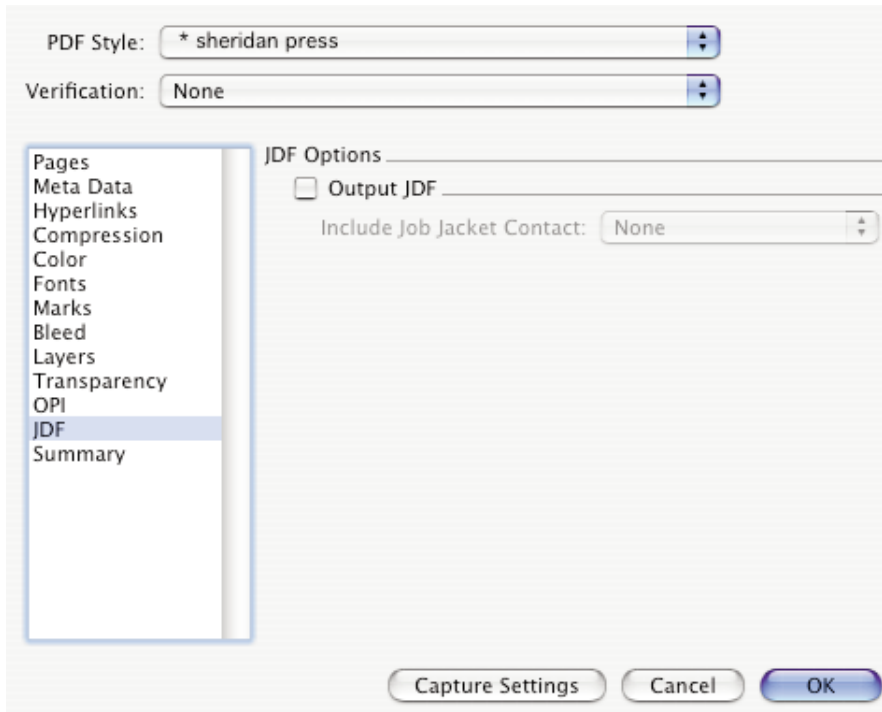 PDF Style: * sheridan press
Verification: None
Pages
Meta Data
Hyperlinks
Compression
Color
Fonts
Marks
Bleed
Layers
Transparency
OPI
JDF
Summary
JDF Options
Output JDF
Include Job Jacket Contact: None
Capture Settings Cancel OK